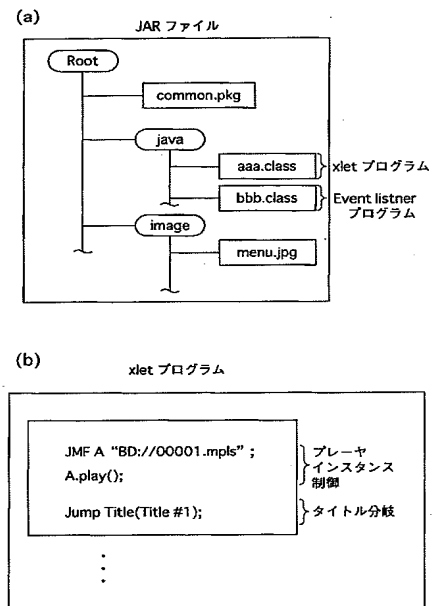 (a)
JAR ファイル
Root
common.pkg
java
aaa.class
xlet プログラム
bbb.class
Event listner
プログラム
image
menu.jpg
(b)
xlet プログラム
JMF A “BD://00001.mpls” ;
A.play();
プレーヤ
インスタンス
制御
Jump Title(Title #1);
タイトル分岐